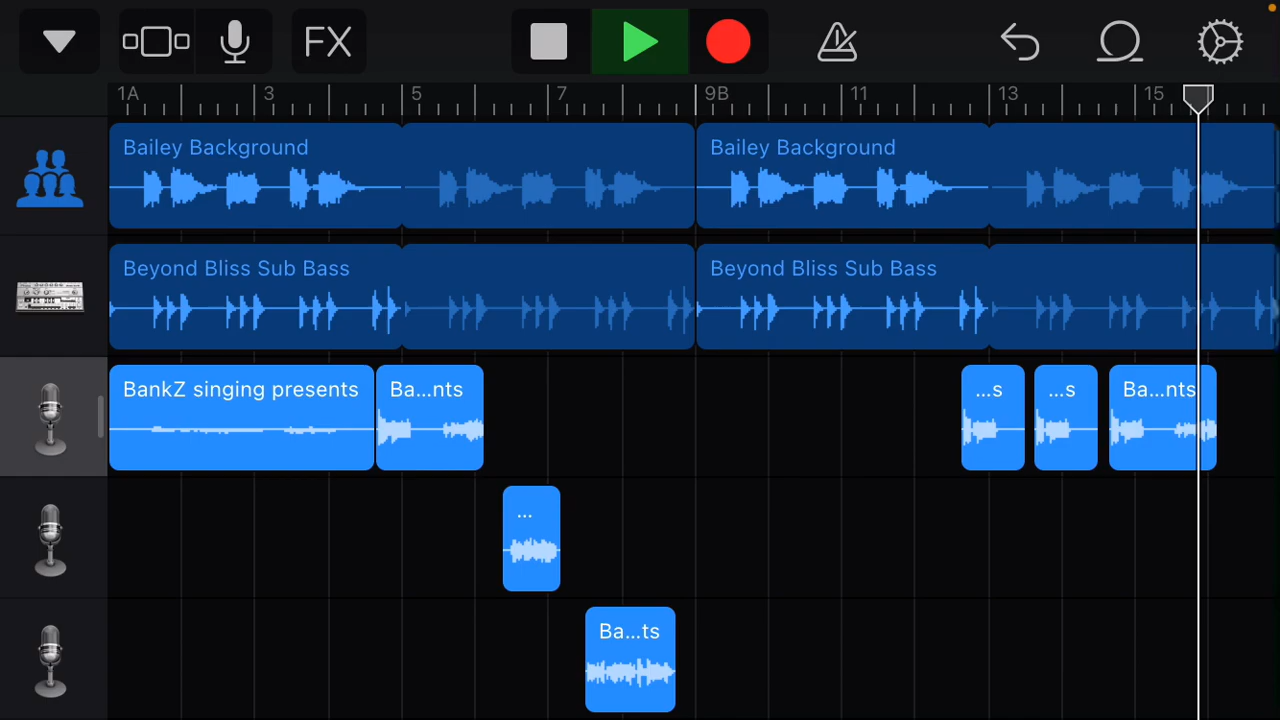 FX
1A 3 5 7 9B 11 13 15
Bailey Background Bailey Background
Beyond Bliss Sub Bass Beyond Bliss Sub Bass
BankZ singing presents Ba...nts ...s ...s Ba...nts
...
Ba...ts